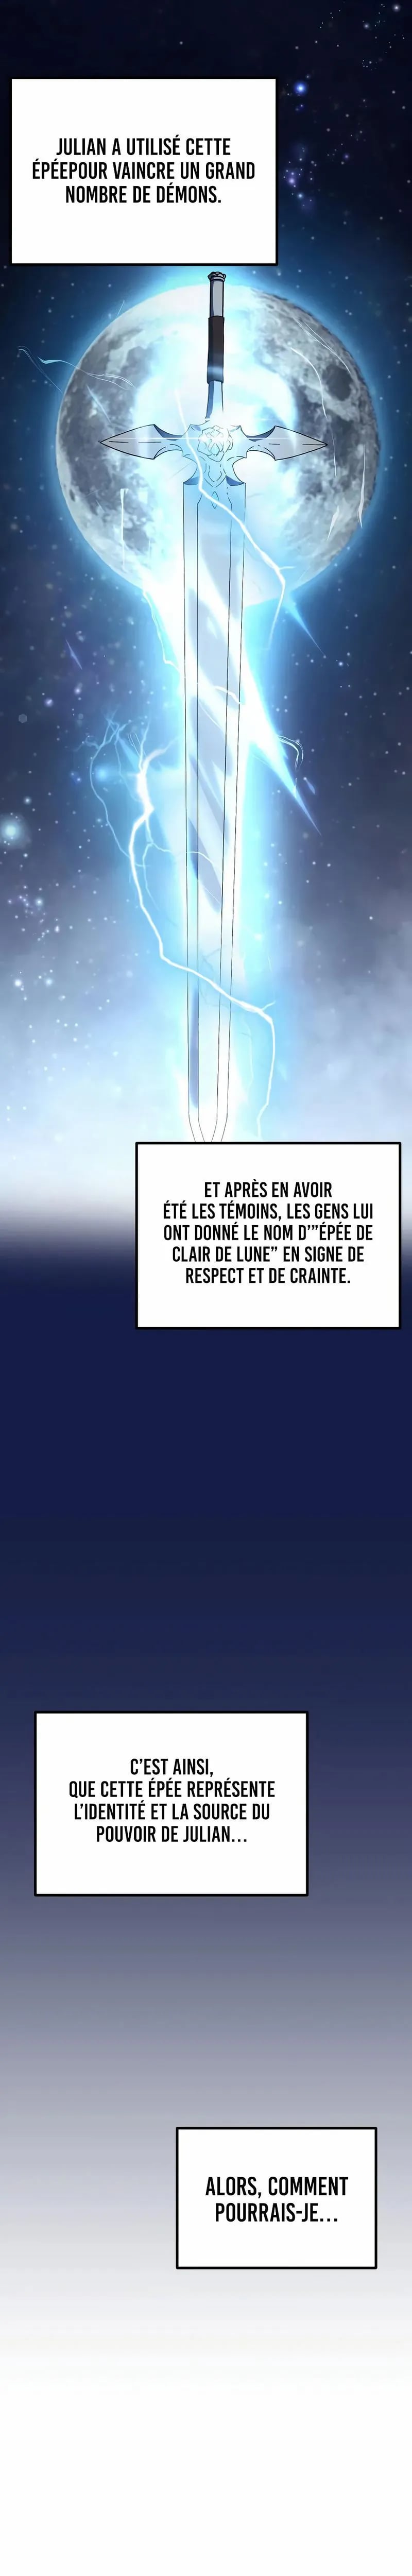 JULIAN A UTILISÉ CETTE
ÉPÉEPOUR VAINCRE UN GRAND
NOMBRE DE DÉMONS.
ET APRÈS EN AVOIR
ÉTÉ LES TÉMOINS, LES GENS LUI
ONT DONNÉ LE NOM D'"ÉPÉE DE
CLAIR DE LUNE" EN SIGNE DE
RESPECT ET DE CRAINTE.
C'EST AINSI,
QUE CETTE ÉPÉE REPRÉSENTE
L'IDENTITÉ ET LA SOURCE DU
POUVOIR DE JULIAN...
ALORS, COMMENT
POURRAIS-JE...